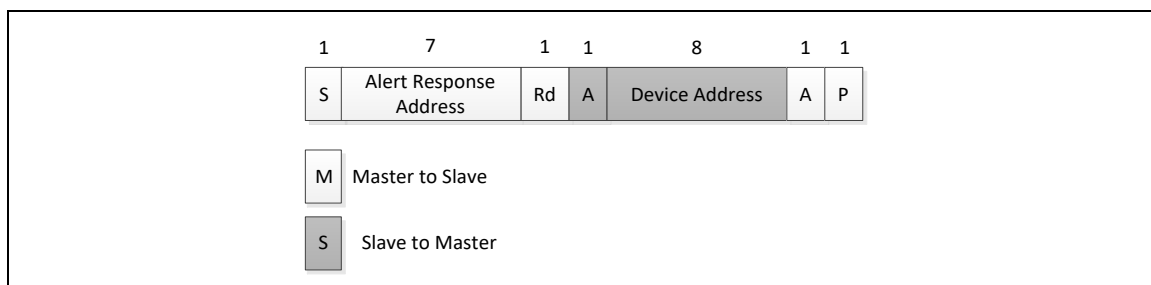 1 7 1 1 8 1 1
S Alert Response Address Rd A Device Address A P
M Master to Slave
S Slave to Master